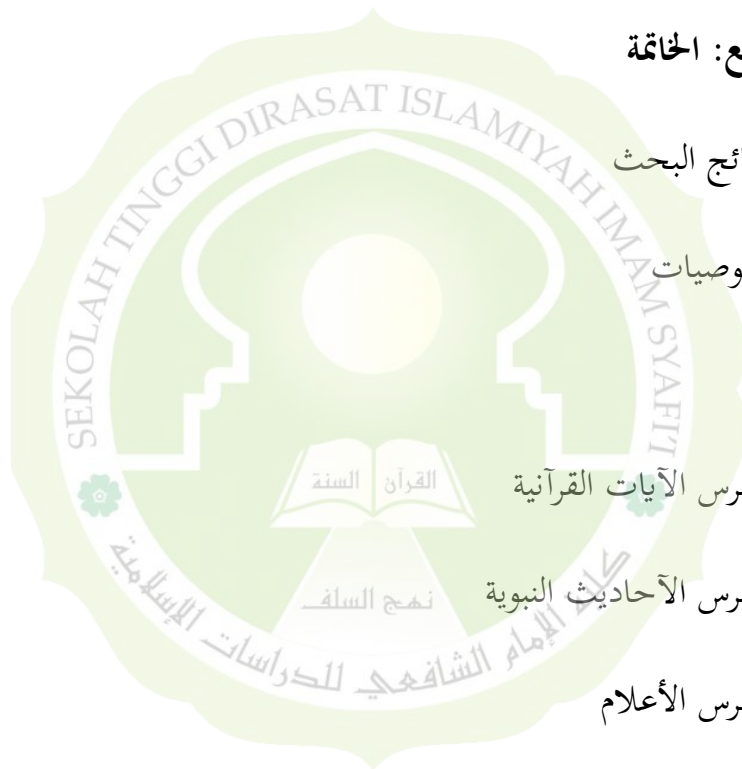 ع: الخاتمة
ائج البحث
وصيات
رس الآيات القرآنية
رس الآحاديث النبوية
رس الأعلام
SEKOLAH TINGGI DIRASAT ISLAMIYAH IMAM SYAFI'I
القرآن السنة
نهج السلف
كلية الإمام الشافعي للدراسات الإسلامية